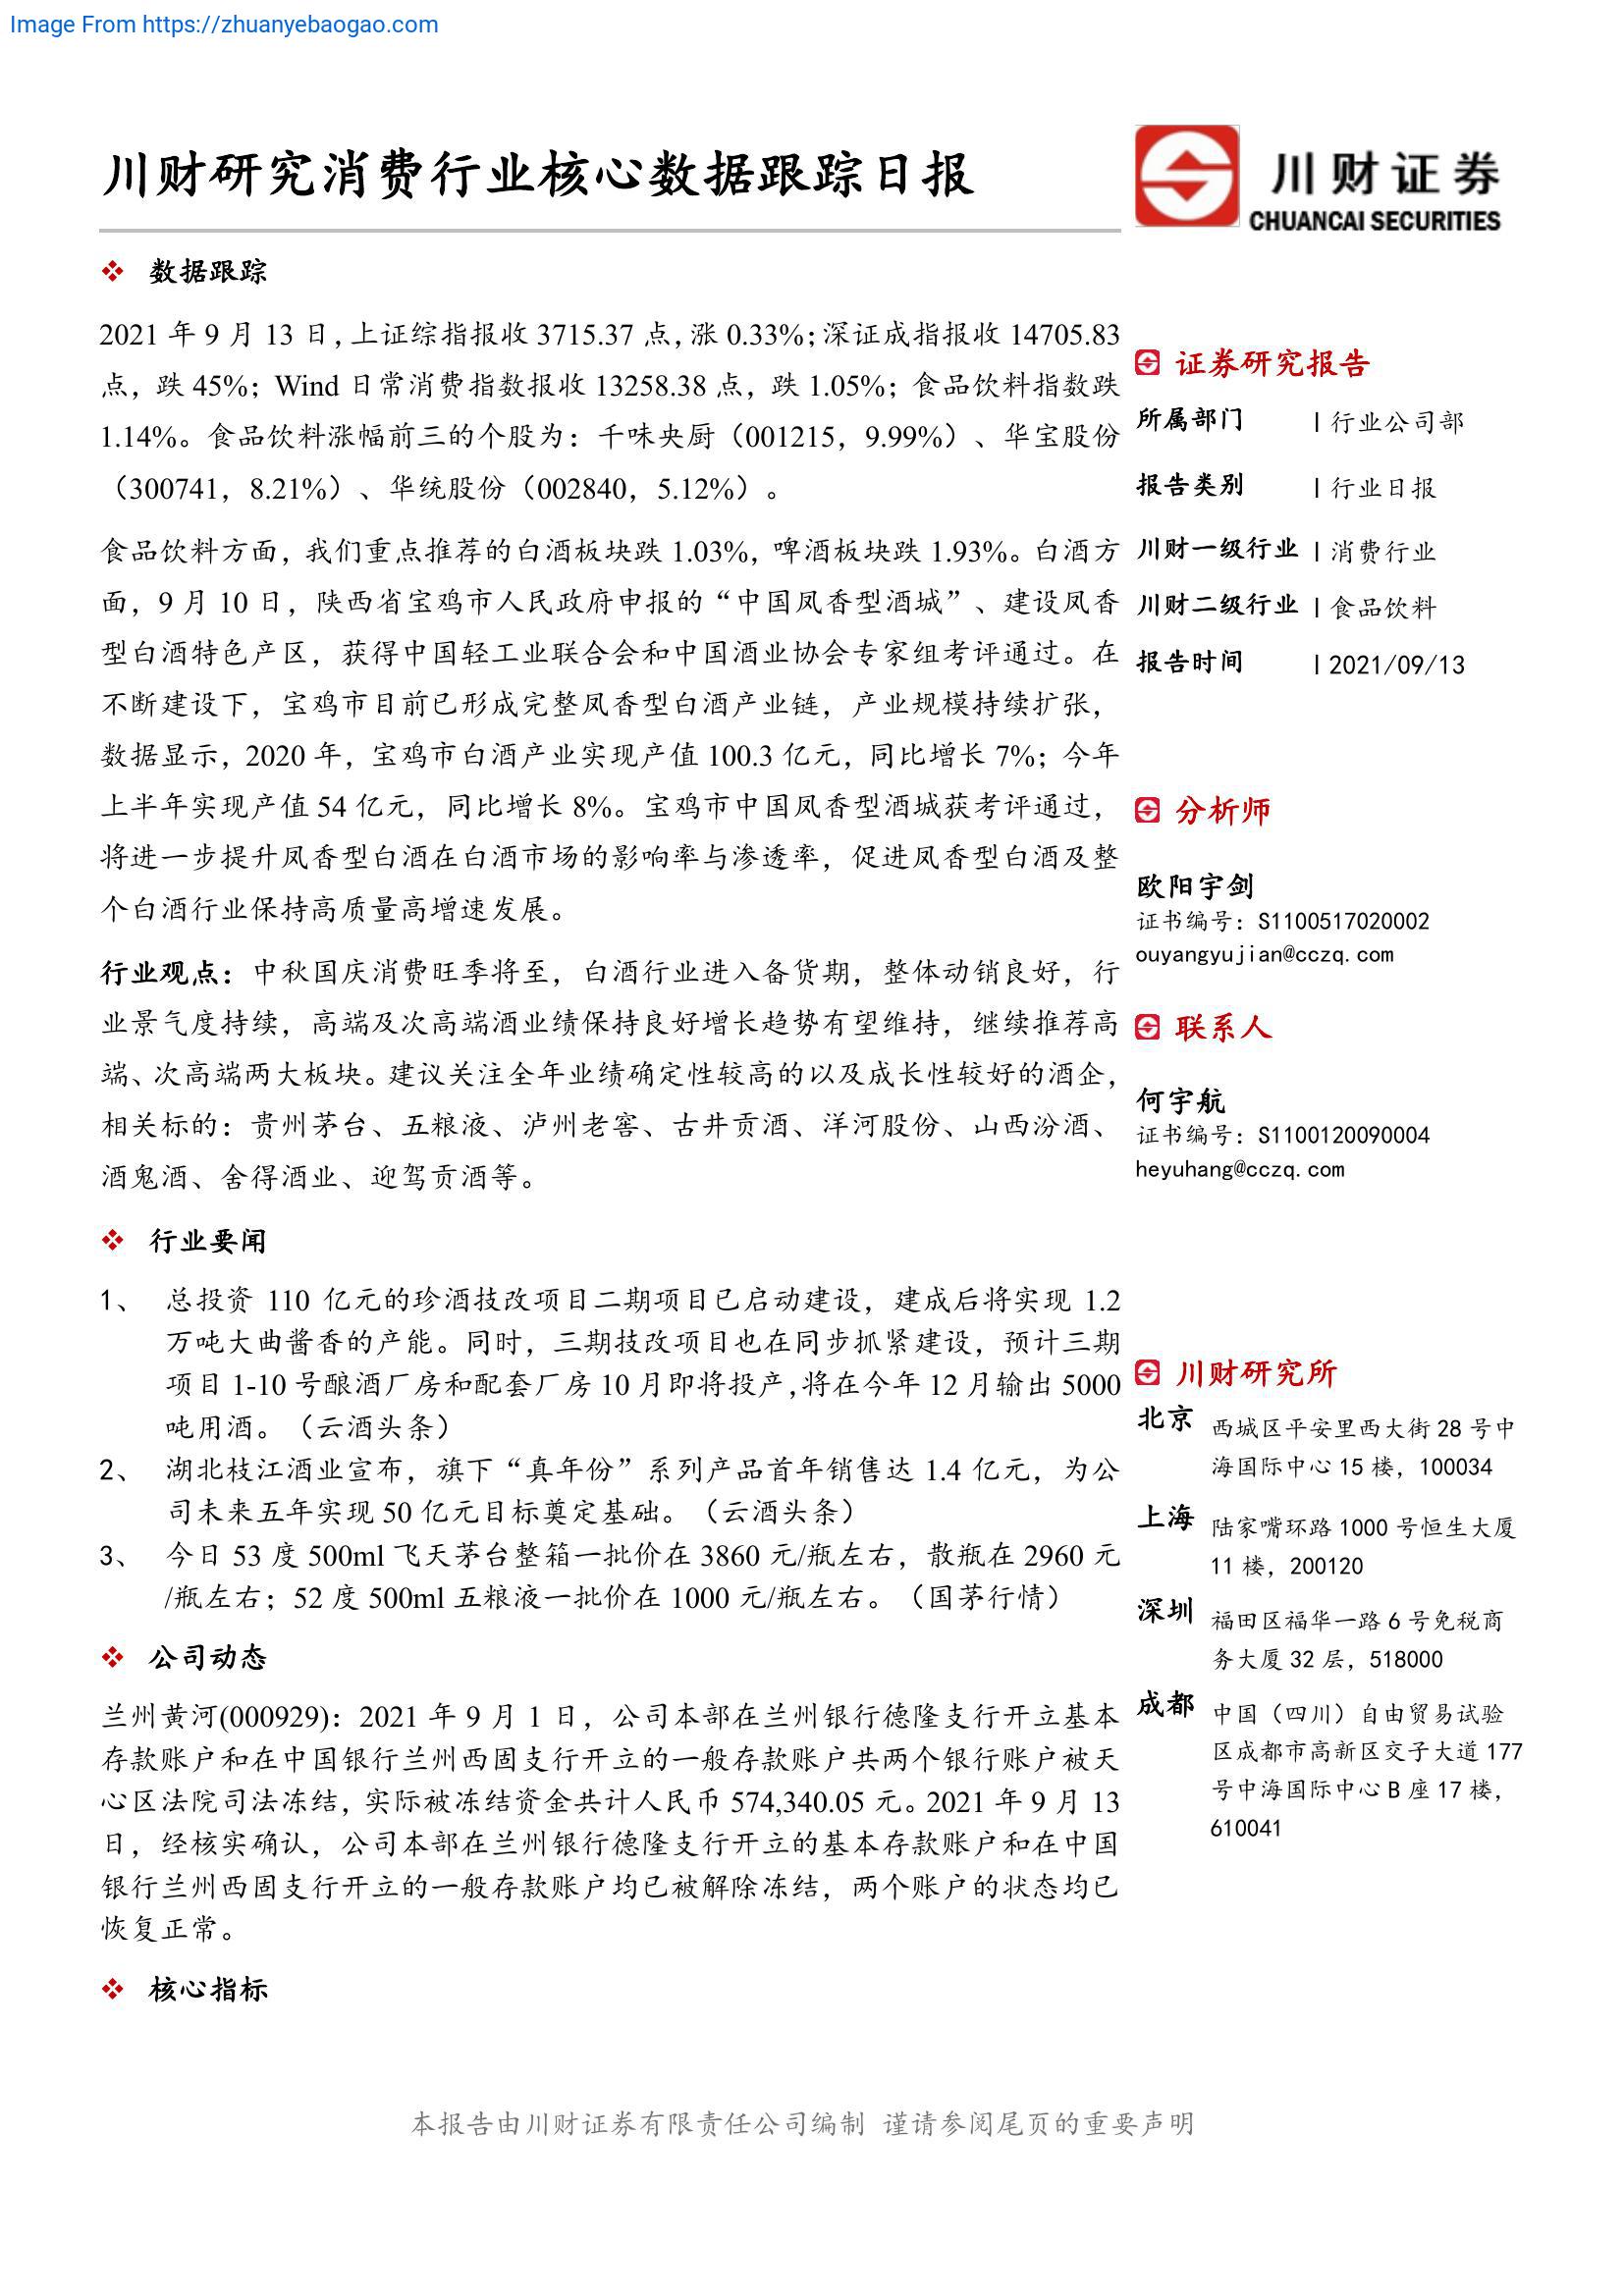 Image From https://zhuanyebaogao.com
川财研究消费行业核心数据跟踪日报
川财证券
CHUANCAI SECURITIES
数据跟踪
2021 年 9 月 13 日，上证综指报收 3715.37 点，涨 0.33%；深证成指报收 14705.83
点，跌 45%；Wind 日常消费指数报收 13258.38 点，跌 1.05%；食品饮料指数跌
1.14%。食品饮料涨幅前三的个股为：千味央厨（001215，9.99%）、华宝股份
（300741，8.21%）、华统股份（002840，5.12%）。
食品饮料方面，我们重点推荐的白酒板块跌 1.03%，啤酒板块跌 1.93%。白酒方
面，9 月 10 日，陕西省宝鸡市人民政府申报的“中国凤香型酒城”、建设凤香
型白酒特色产区，获得中国轻工业联合会和中国酒业协会专家组考评通过。在
不断建设下，宝鸡市目前已形成完整凤香型白酒产业链，产业规模持续扩张，
数据显示，2020 年，宝鸡市白酒产业实现产值 100.3 亿元，同比增长 7%；今年
上半年实现产值 54 亿元，同比增长 8%。宝鸡市中国凤香型酒城获考评通过，
将进一步提升凤香型白酒在白酒市场的影响率与渗透率，促进凤香型白酒及整
个白酒行业保持高质量高增速发展。
行业观点：中秋国庆消费旺季将至，白酒行业进入备货期，整体动销良好，行
业景气度持续，高端及次高端酒业绩保持良好增长趋势有望维持，继续推荐高
端、次高端两大板块。建议关注全年业绩确定性较高的以及成长性较好的酒企，
相关标的：贵州茅台、五粮液、泸州老窖、古井贡酒、洋河股份、山西汾酒、
酒鬼酒、舍得酒业、迎驾贡酒等。
行业要闻
1、 总投资 110 亿元的珍酒技改项目二期项目已启动建设，建成后将实现 1.2
万吨大曲酱香的产能。同时，三期技改项目也在同步抓紧建设，预计三期
项目 1-10 号酿酒厂房和配套厂房 10 月即将投产,将在今年 12 月输出 5000
吨用酒。（云酒头条）
2、 湖北枝江酒业宣布，旗下“真年份”系列产品首年销售达 1.4 亿元，为公
司未来五年实现 50 亿元目标奠定基础。（云酒头条）
3、 今日 53 度 500ml 飞天茅台整箱一批价在 3860 元/瓶左右，散瓶在 2960 元
/瓶左右；52 度 500ml 五粮液一批价在 1000 元/瓶左右。（国茅行情）
公司动态
兰州黄河(000929)：2021 年 9 月 1 日，公司本部在兰州银行德隆支行开立基本
存款账户和在中国银行兰州西固支行开立的一般存款账户共两个银行账户被天
心区法院司法冻结，实际被冻结资金共计人民币 574,340.05 元。2021 年 9 月 13
日，经核实确认，公司本部在兰州银行德隆支行开立的基本存款账户和在中国
银行兰州西固支行开立的一般存款账户均已被解除冻结，两个账户的状态均已
恢复正常。
核心指标
证券研究报告
所属部门 | 行业公司部
报告类别 | 行业日报
川财一级行业 | 消费行业
川财二级行业 | 食品饮料
报告时间 | 2021/09/13
分析师
欧阳宇剑
证书编号：S1100517020002
ouyangyujian@cczq.com
联系人
何宇航
证书编号：S1100120090004
heyuhang@cczq.com
川财研究所
北京 西城区平安里西大街 28 号中
海国际中心 15 楼，100034
上海 陆家嘴环路 1000 号恒生大厦
11 楼，200120
深圳 福田区福华一路 6 号免税商
务大厦 32 层，518000
成都 中国（四川）自由贸易试验
区成都市高新区交子大道 177
号中海国际中心 B 座 17 楼，
610041
本报告由川财证券有限责任公司编制 谨请参阅尾页的重要声明